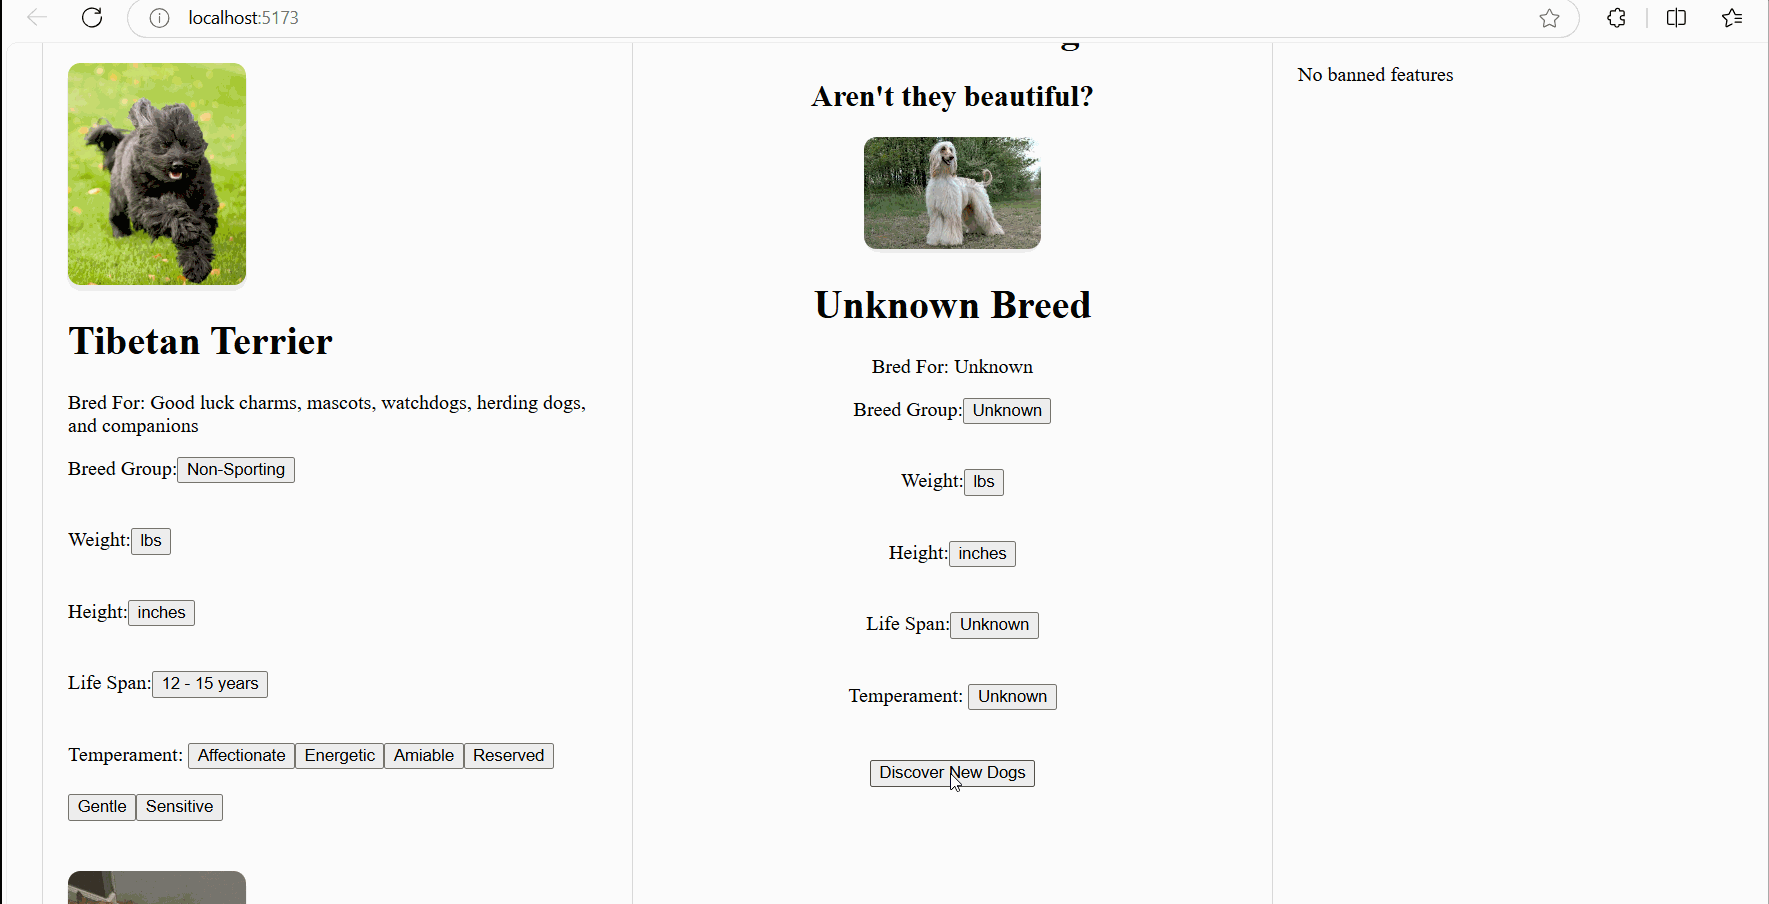 localhost:5173
Tibetan Terrier
Bred For: Good luck charms, mascots, watchdogs, herding dogs,
and companions
Breed Group: Non-Sporting
Weight: lbs
Height: inches
Life Span: 12 - 15 years
Temperament: Affectionate Energetic Amiable Reserved
Gentle Sensitive
Aren't they beautiful?
Unknown Breed
Bred For: Unknown
Breed Group: Unknown
Weight: lbs
Height: inches
Life Span: Unknown
Temperament: Unknown
Discover New Dogs
No banned features